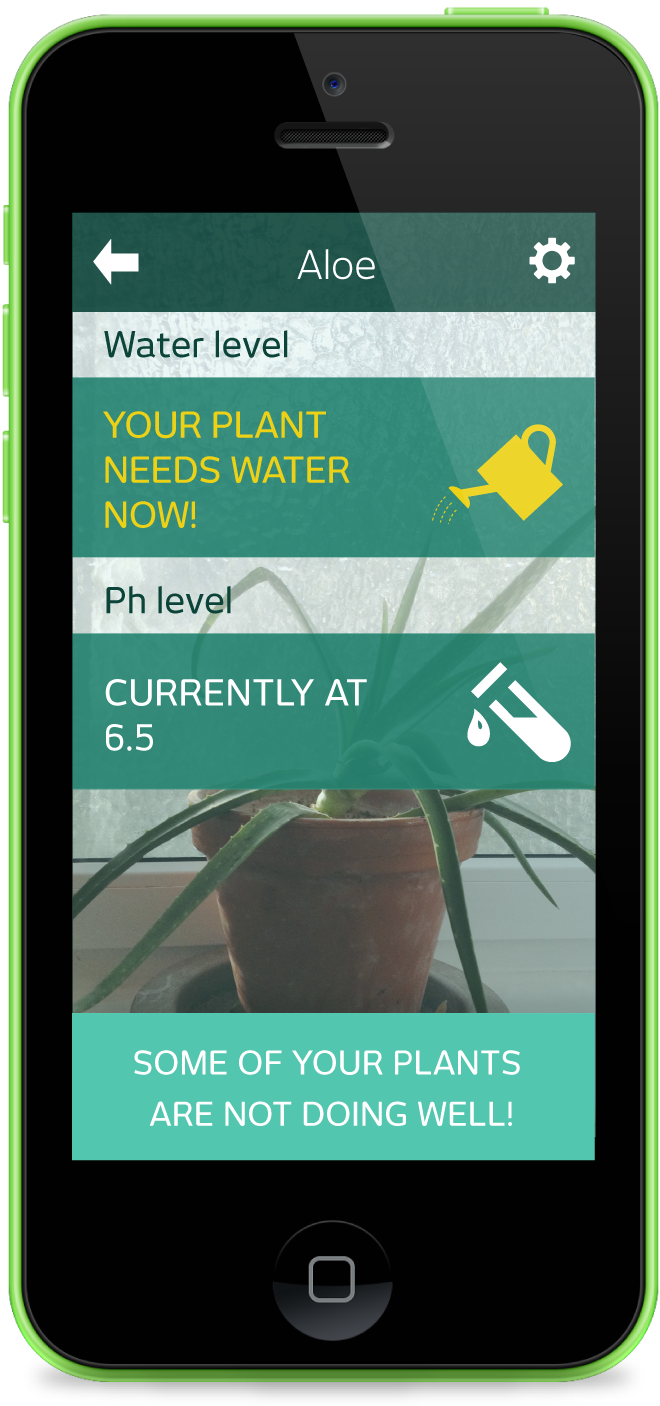 Aloe
Water level
YOUR PLANT
NEEDS WATER
NOW!
Ph level
CURRENTLY AT
6.5
SOME OF YOUR PLANTS
ARE NOT DOING WELL!